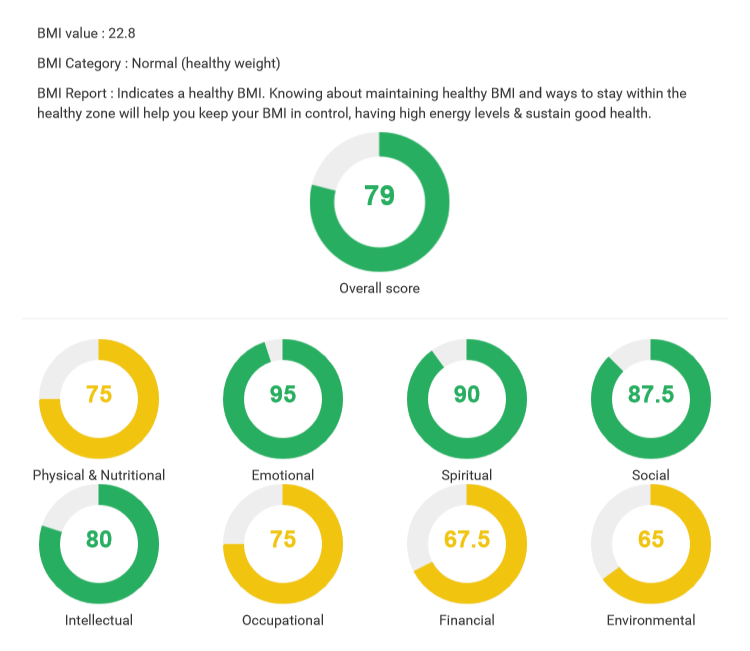 BMI value : 22.8
BMI Category : Normal (healthy weight)
BMI Report : Indicates a healthy BMI. Knowing about maintaining healthy BMI and ways to stay within the
healthy zone will help you keep your BMI in control, having high energy levels & sustain good health.
79
Overall score
75
95
90
87.5
Physical & Nutritional
Emotional
Spiritual
Social
80
75
67.5
65
Intellectual
Occupational
Financial
Environmental